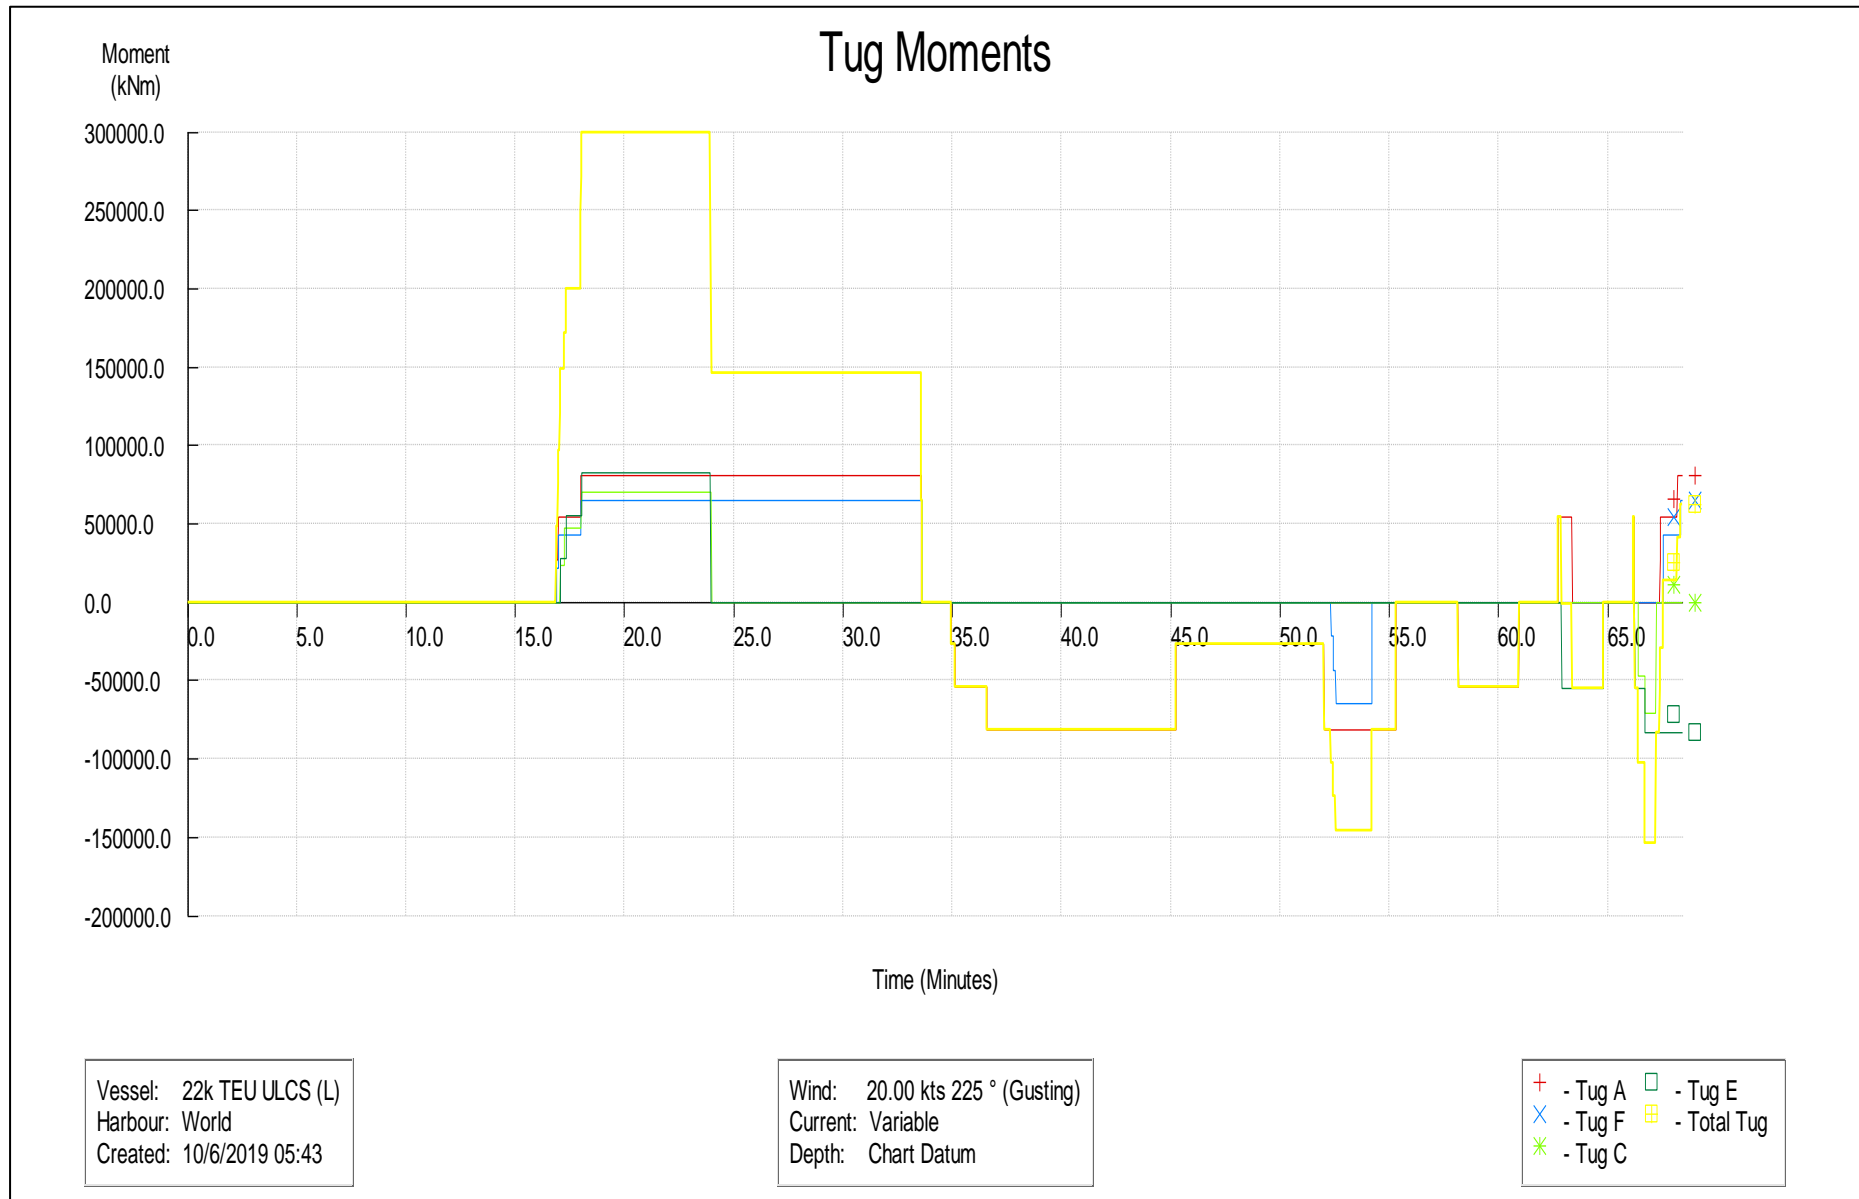 Tug Moments
Moment
(kNm)
300000.0
250000.0
200000.0
150000.0
100000.0
50000.0
0.0
-50000.0
-100000.0
-150000.0
-200000.0
0.0 5.0 10.0 15.0 20.0 25.0 30.0 35.0 40.0 45.0 50.0 55.0 60.0 65.0
Time (Minutes)
Vessel: 22k TEU ULCS (L)
Harbour: World
Created: 10/6/2019 05:43
Wind: 20.00 kts 225 ° (Gusting)
Current: Variable
Depth: Chart Datum
- Tug A - Tug E
- Tug F - Total Tug
- Tug C